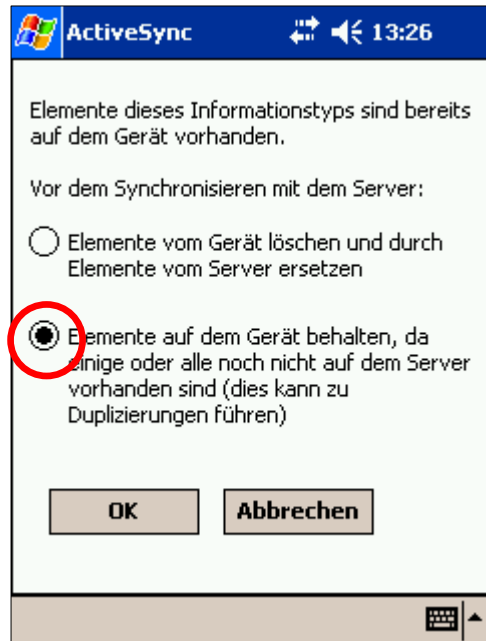 ActiveSync 13:26
Elemente dieses Informationstyps sind bereits
auf dem Gerät vorhanden.
Vor dem Synchronisieren mit dem Server:
Elemente vom Gerät löschen und durch
Elemente vom Server ersetzen
Elemente auf dem Gerät behalten, da
einige oder alle noch nicht auf dem Server
vorhanden sind (dies kann zu
Duplizierungen führen)
OK Abbrechen